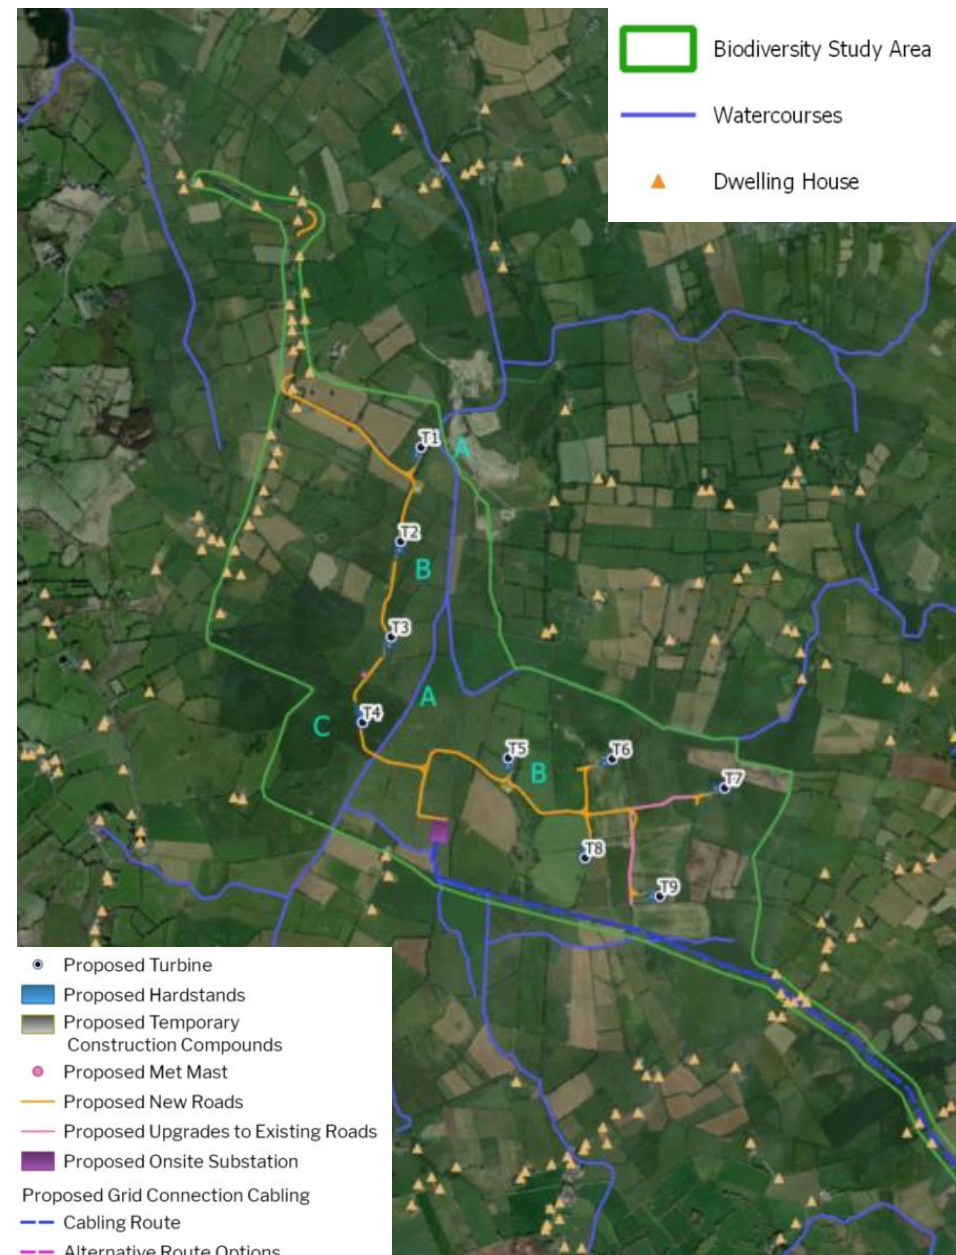 Biodiversity Study Area
Watercourses
Dwelling House
T1
A
T2
B
T3
A
C
T4
T5
B
T6
T7
T8
T9
Proposed Turbine
Proposed Hardstands
Proposed Temporary
Construction Compounds
Proposed Met Mast
Proposed New Roads
Proposed Upgrades to Existing Roads
Proposed Onsite Substation
Proposed Grid Connection Cabling
Cabling Route
Alternative Route Options